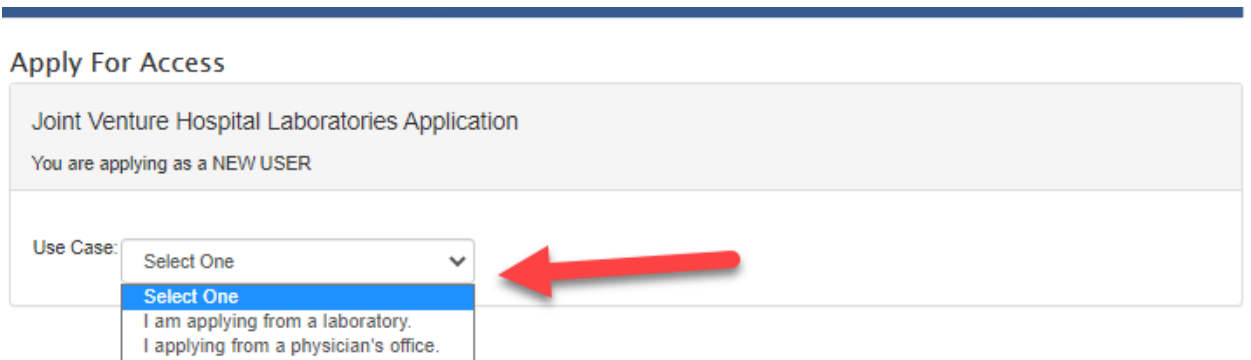 Apply For Access
Joint Venture Hospital Laboratories Application
You are applying as a NEW USER
Use Case:
Select One
Select One
I am applying from a laboratory.
I applying from a physician's office.